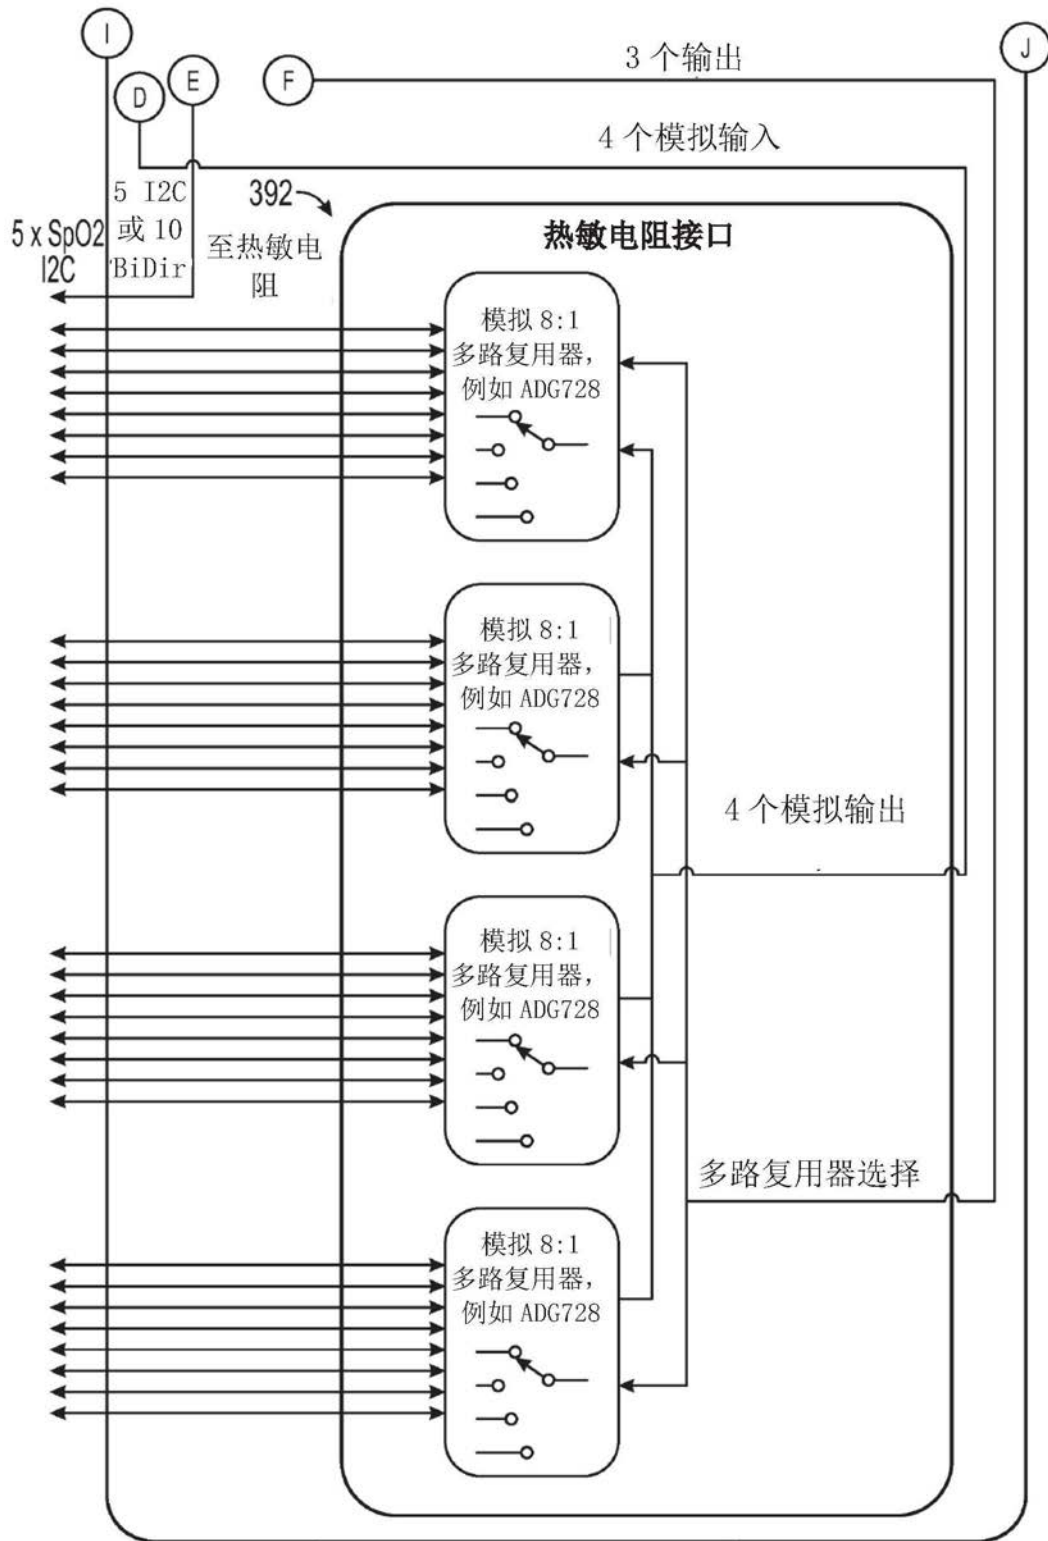 I
J
3 个输出
E
F
D
4 个模拟输入
5 I2C
或 10
BiDir
392
5 x SpO2
I2C
至热敏电
阻
热敏电阻接口
模拟 8:1
多路复用器,
例如 ADG728
模拟 8:1
多路复用器,
例如 ADG728
4 个模拟输出
模拟 8:1
多路复用器,
例如 ADG728
多路复用器选择
模拟 8:1
多路复用器,
例如 ADG728